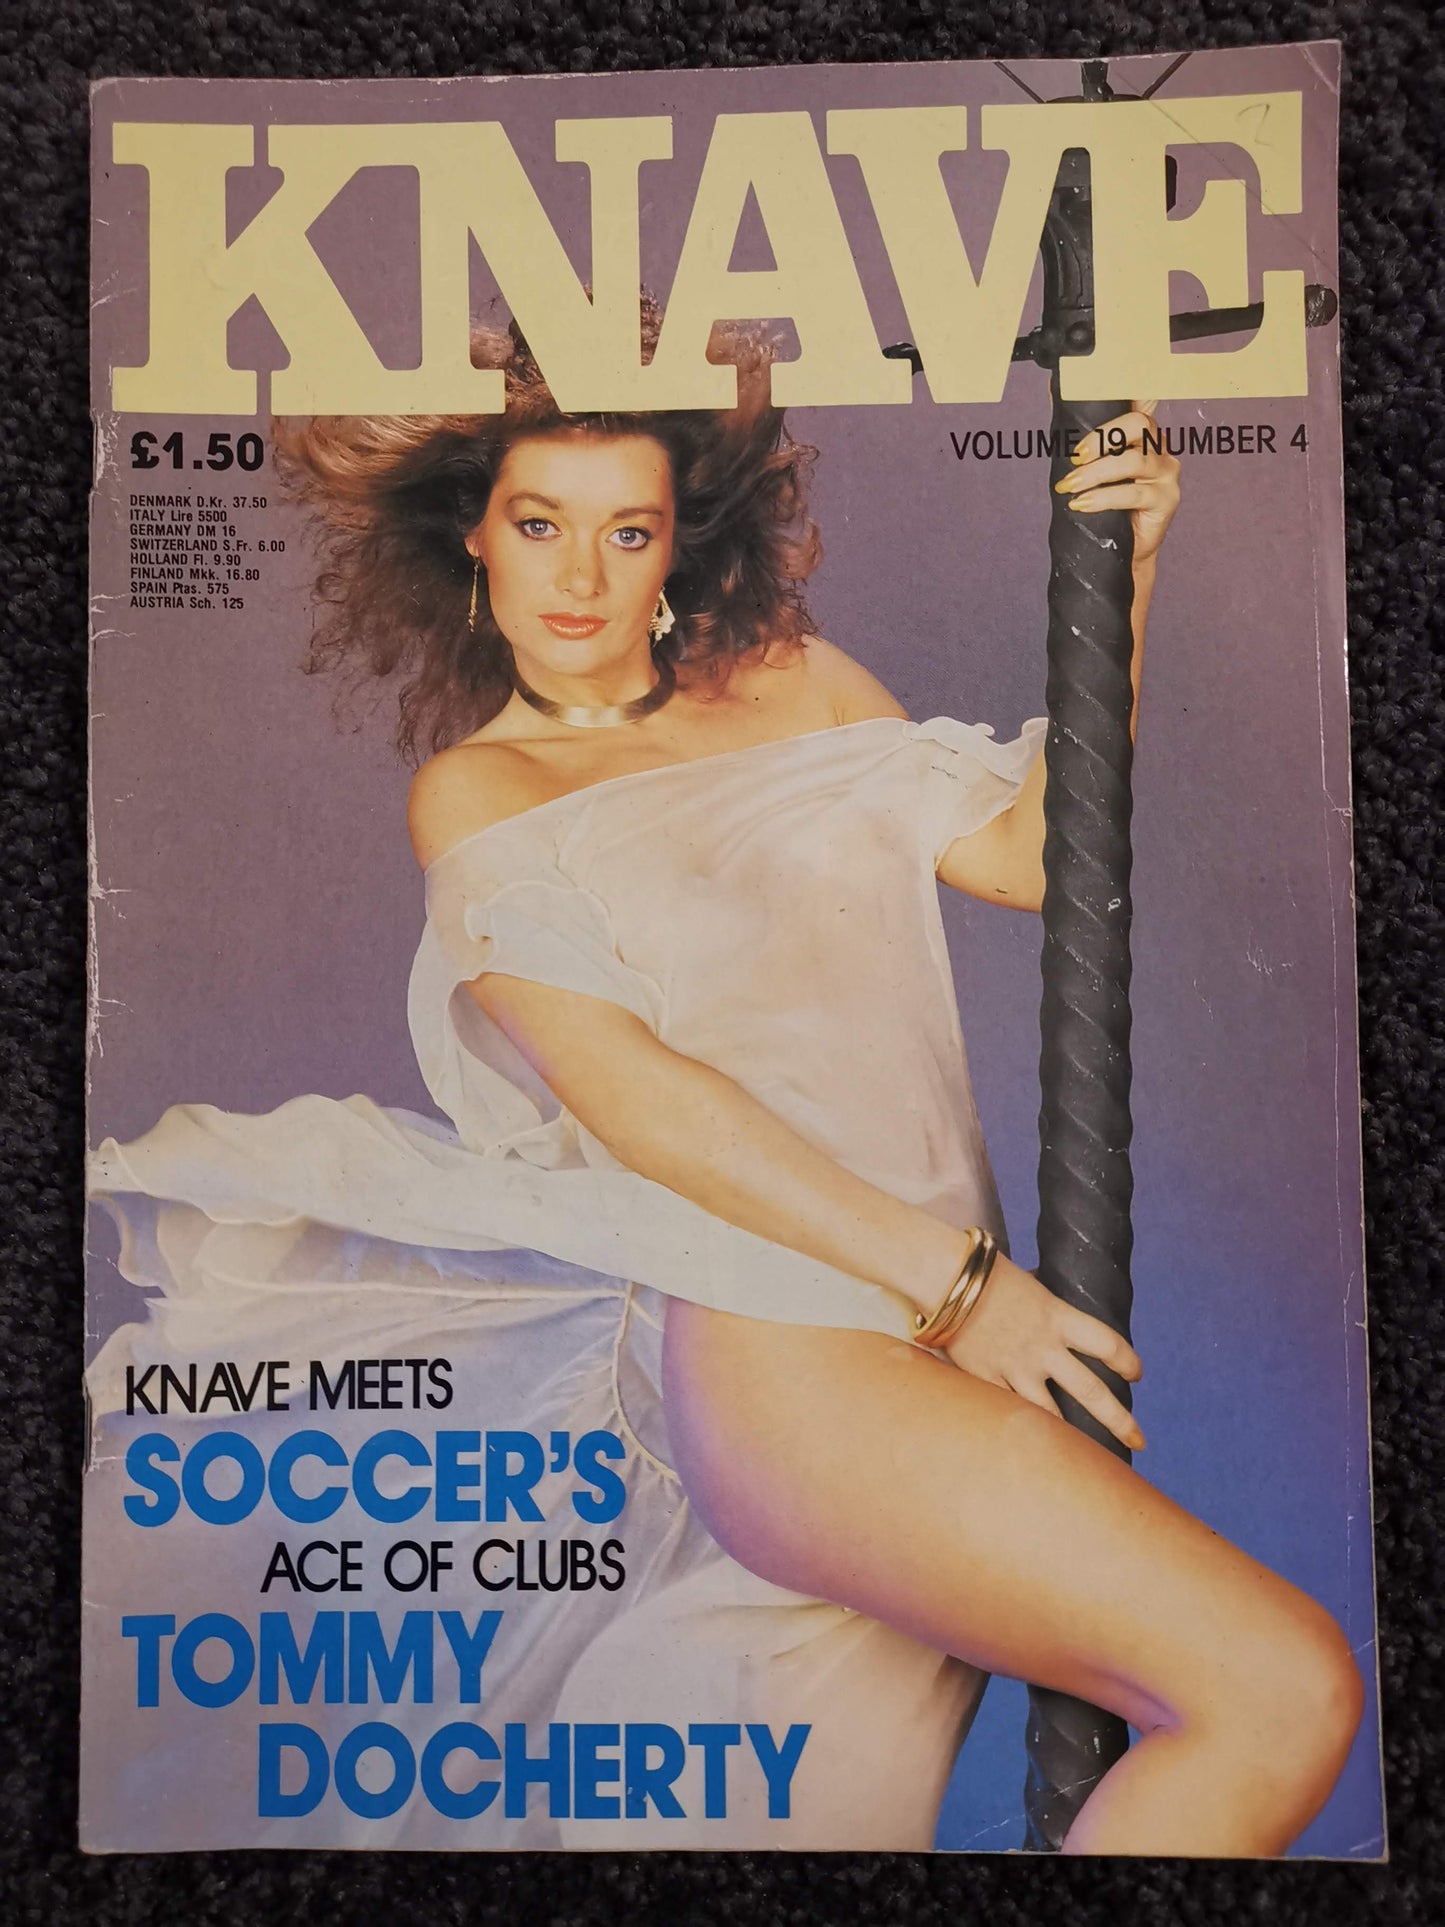 KNAVE
£1.50
VOLUME 19 NUMBER 4
DENMARK D.Kr. 37.50
ITALY Lire 5500
GERMANY DM 16
SWITZERLAND S.Fr. 6.00
HOLLAND Fl. 9.90
FINLAND Mkk. 16.80
SPAIN Ptas. 575
AUSTRIA Sch. 125
KNAVE MEETS
SOCCER'S
ACE OF CLUBS
TOMMY
DOCHERTY